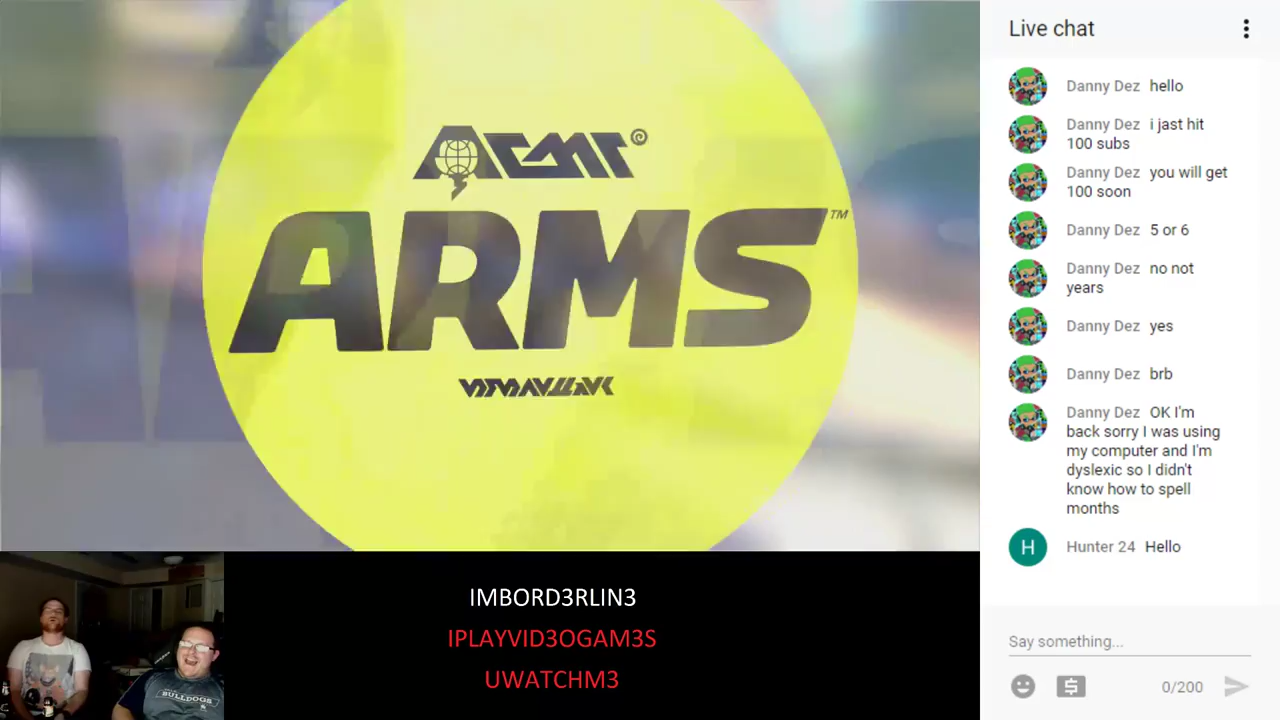 ARMS™
IMBORD3RLIN3
IPLAYVID3OGAM3S
UWATCHM3
BULLDOGS
Live chat
Danny Dez hello
Danny Dez i jast hit
100 subs
Danny Dez you will get
100 soon
Danny Dez 5 or 6
Danny Dez no not
years
Danny Dez yes
Danny Dez brb
Danny Dez OK I'm
back sorry I was using
my computer and I'm
dyslexic so I didn't
know how to spell
months
H Hunter 24 Hello
Say something...
0/200